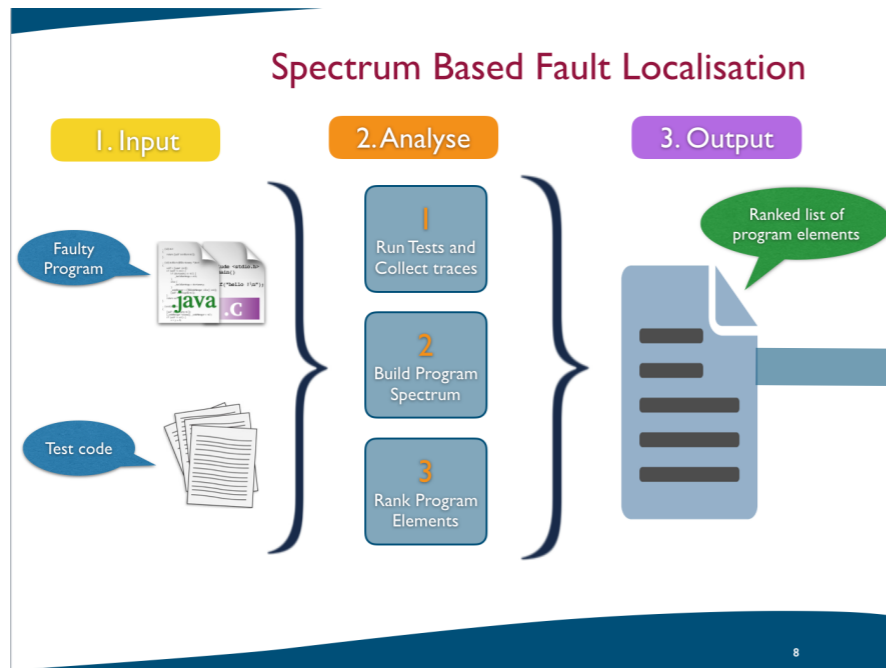 Spectrum Based Fault Localisation
1. Input
2. Analyse
3. Output
Faulty
Program
.java
.c
Test code
1
Run Tests and
Collect traces
2
Build Program
Spectrum
3
Rank Program
Elements
Ranked list of
program elements
8